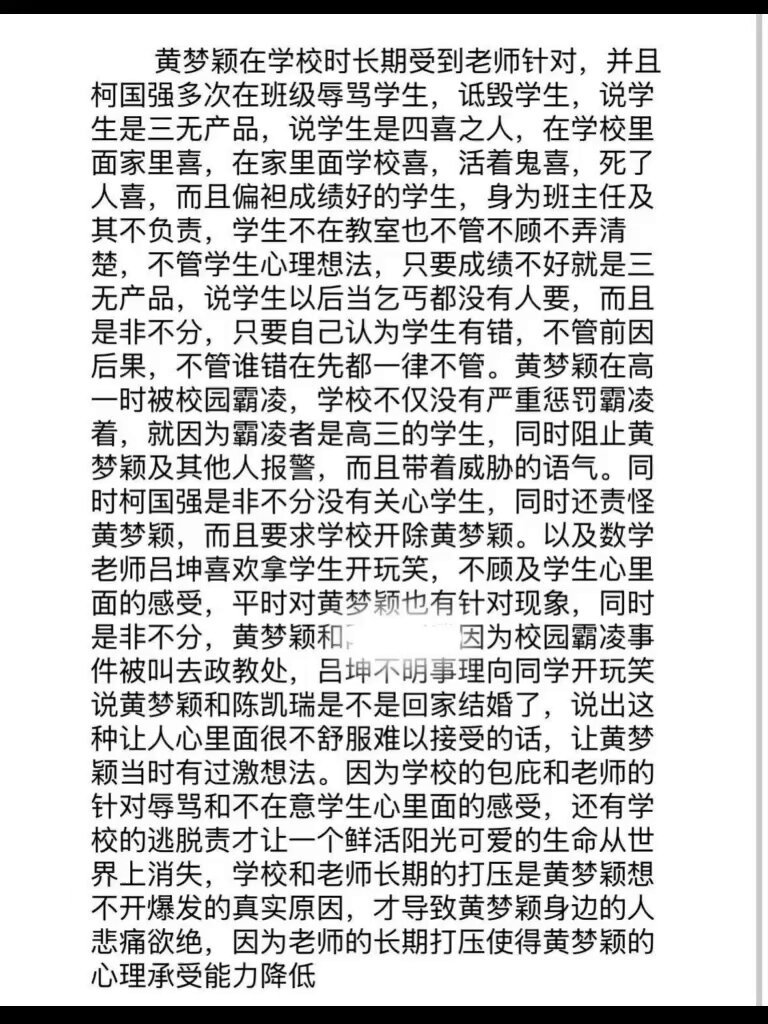 黄梦颖在学校时长期受到老师针对，并且
柯国强多次在班级辱骂学生，诋毁学生，说学
生是三无产品，说学生是四喜之人，在学校里
面家里喜，在家里面学校喜，活着鬼喜，死了
人喜，而且偏袒成绩好的学生，身为班主任及
其不负责，学生不在教室也不管不顾不弄清
楚，不管学生心理想法，只要成绩不好就是三
无产品，说学生以后当乞丐都没有人要，而且
是非不分，只要自己认为学生有错，不管前因
后果，不管谁错在先都一律不管。黄梦颖在高
一时被校园霸凌，学校不仅没有严重惩罚霸凌
着，就因为霸凌者是高三的学生，同时阻止黄
梦颖及其他人报警，而且带着威胁的语气。同
时柯国强是非不分没有关心学生，同时还责怪
黄梦颖，而且要求学校开除黄梦颖。以及数学
老师吕坤喜欢拿学生开玩笑，不顾及学生心里
面的感受，平时对黄梦颖也有针对现象，同时
是非不分，黄梦颖和因为校园霸凌事
件被叫去政教处，吕坤不明事理向同学开玩笑
说黄梦颖和陈凯瑞是不是回家结婚了，说出这
种让人心里面很不舒服难以接受的话，让黄梦
颖当时有过激想法。因为学校的包庇和老师的
针对辱骂和不在意学生心里面的感受，还有学
校的逃脱责才让一个鲜活阳光可爱的生命从世
界上消失，学校和老师长期的打压是黄梦颖想
不开爆发的真实原因，才导致黄梦颖身边的人
悲痛欲绝，因为老师的长期打压使得黄梦颖的
心理承受能力降低